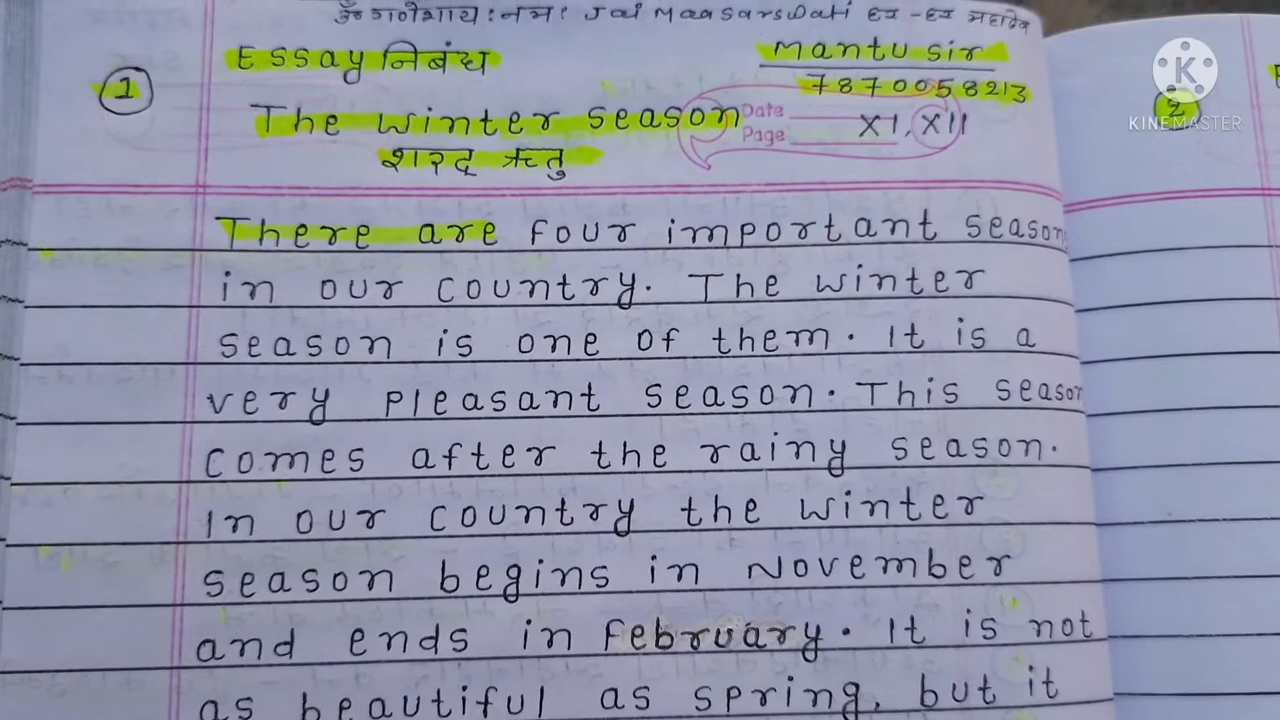 ॐ गणेशाय: नमः Jai Maa Sarswati हर-हर महादेव
Essay निबंध
Mantu Sir
7870058213
1
The winter season
Date
Page
XI, XII
शरद ऋतु
2
KINEMASTER
There are four important season
in our country. The winter
season is one of them. It is a
very pleasant season. This season
comes after the rainy season.
In our country the winter
season begins in November
and ends in February. It is not
as beautiful as spring, but it